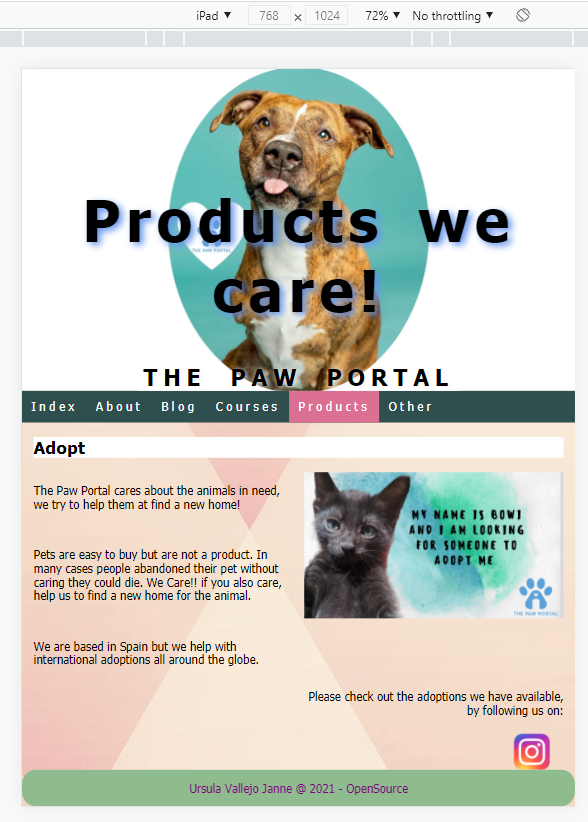 iPad ▼ 768 × 1024 72% ▼ No throttling ▼
Products we
care!
THE PAW PORTAL
THE PAW PORTAL
Index About Blog Courses Products Other
Adopt
The Paw Portal cares about the animals in need,
we try to help them at find a new home!
Pets are easy to buy but are not a product. In
many cases people abandoned their pet without
caring they could die. We Care!! if you also care,
help us to find a new home for the animal.
We are based in Spain but we help with
international adoptions all around the globe.
MY NAME IS BOWI
AND I AM LOOKING
FOR SOMEONE TO
ADOPT ME
THE PAW PORTAL
Please check out the adoptions we have available,
by following us on:
Ursula Vallejo Janne @ 2021 - OpenSource